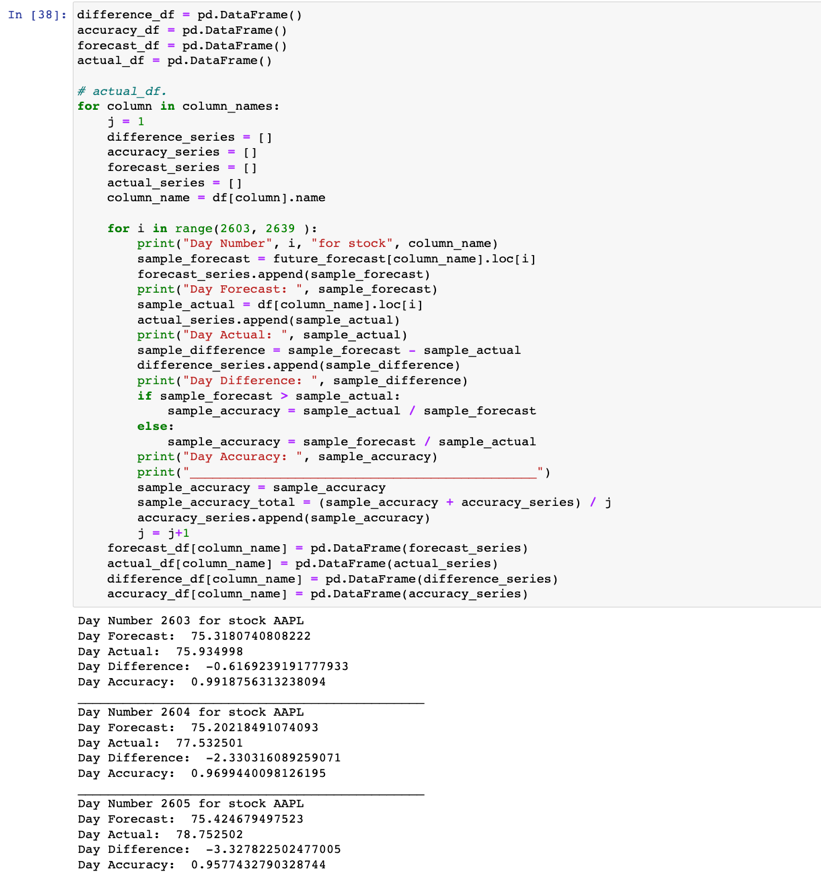 In [38]: difference_df = pd.DataFrame()
accuracy_df = pd.DataFrame()
forecast_df = pd.DataFrame()
actual_df = pd.DataFrame()

# actual_df.
for column in column_names:
    j = 1
    difference_series = []
    accuracy_series = []
    forecast_series = []
    actual_series = []
    column_name = df[column].name

    for i in range(2603, 2639 ):
        print("Day Number", i, "for stock", column_name)
        sample_forecast = future_forecast[column_name].loc[i]
        forecast_series.append(sample_forecast)
        print("Day Forecast: ", sample_forecast)
        sample_actual = df[column_name].loc[i]
        actual_series.append(sample_actual)
        print("Day Actual: ", sample_actual)
        sample_difference = sample_forecast - sample_actual
        difference_series.append(sample_difference)
        print("Day Difference: ", sample_difference)
        if sample_forecast > sample_actual:
            sample_accuracy = sample_actual / sample_forecast
        else:
            sample_accuracy = sample_forecast / sample_actual
        print("Day Accuracy: ", sample_accuracy)
        print("______________________________________________")
        sample_accuracy = sample_accuracy
        sample_accuracy_total = (sample_accuracy + accuracy_series) / j
        accuracy_series.append(sample_accuracy)
        j = j+1
    forecast_df[column_name] = pd.DataFrame(forecast_series)
    actual_df[column_name] = pd.DataFrame(actual_series)
    difference_df[column_name] = pd.DataFrame(difference_series)
    accuracy_df[column_name] = pd.DataFrame(accuracy_series)

Day Number 2603 for stock AAPL
Day Forecast:  75.3180740808222
Day Actual:  75.934998
Day Difference:  -0.6169239191777933
Day Accuracy:  0.9918756313238094
______________________________________________
Day Number 2604 for stock AAPL
Day Forecast:  75.20218491074093
Day Actual:  77.532501
Day Difference:  -2.330316089259071
Day Accuracy:  0.9699440098126195
______________________________________________
Day Number 2605 for stock AAPL
Day Forecast:  75.424679497523
Day Actual:  78.752502
Day Difference:  -3.327822502477005
Day Accuracy:  0.9577432790328744